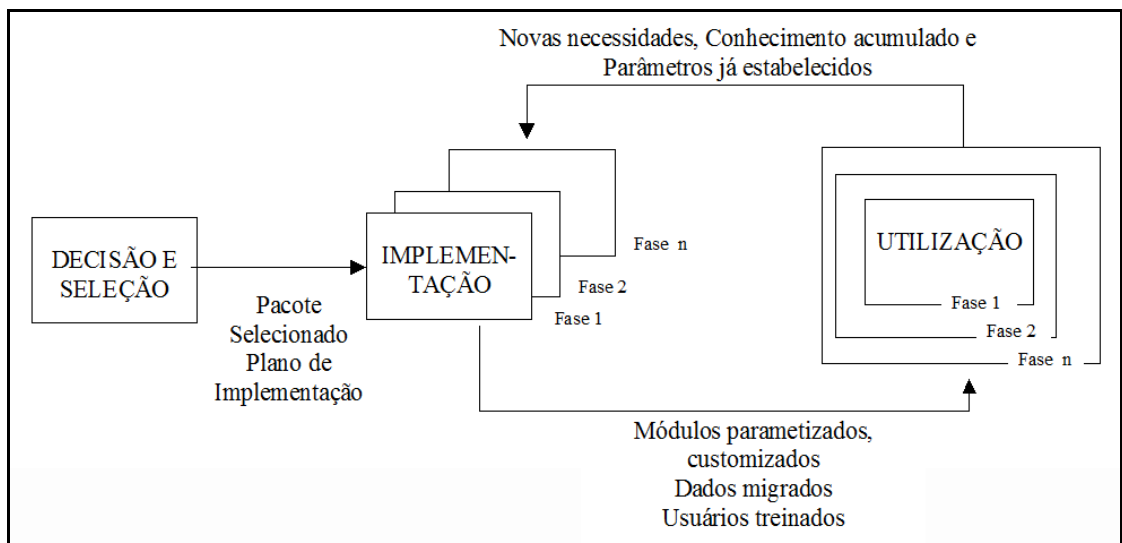 Novas necessidades, Conhecimento acumulado e
Parâmetros já estabelecidos
DECISÃO E
SELEÇÃO
Pacote
Selecionado
Plano de
Implementação
IMPLEMEN-
TAÇÃO
Fase 1
Fase 2
Fase n
UTILIZAÇÃO
Fase 1
Fase 2
Fase n
Módulos parametizados,
customizados
Dados migrados
Usuários treinados